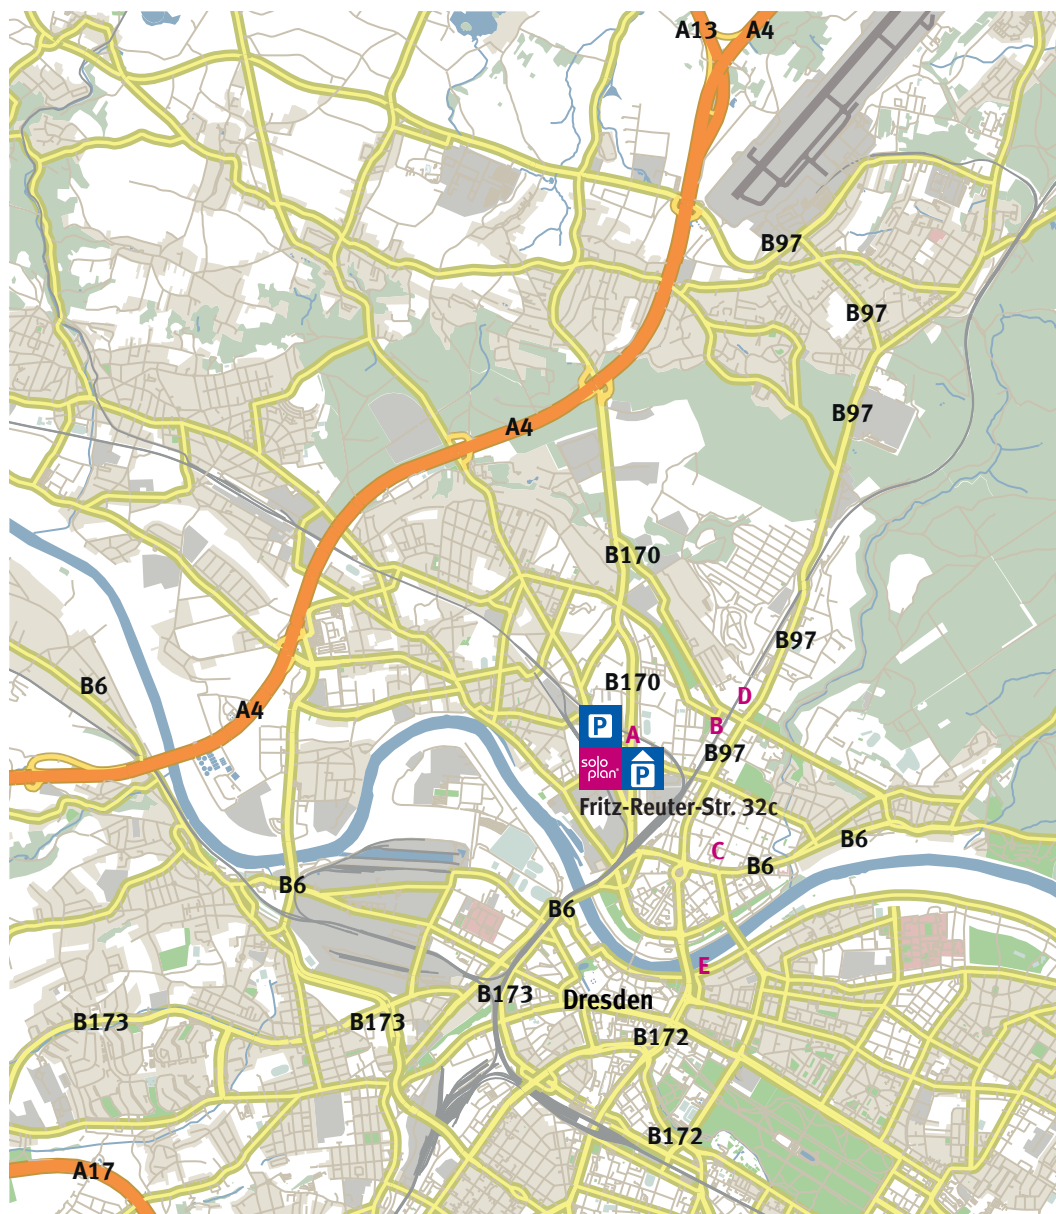 A13 A4
B97
B97
B97
A4
B170
B97
B6
B170
D
A4
B
P
A
B97
solo
plan
P
Fritz-Reuter-Str. 32c
B6
C
B6
B6
B6
E
B173
Dresden
B173
B173
B172
B172
A17